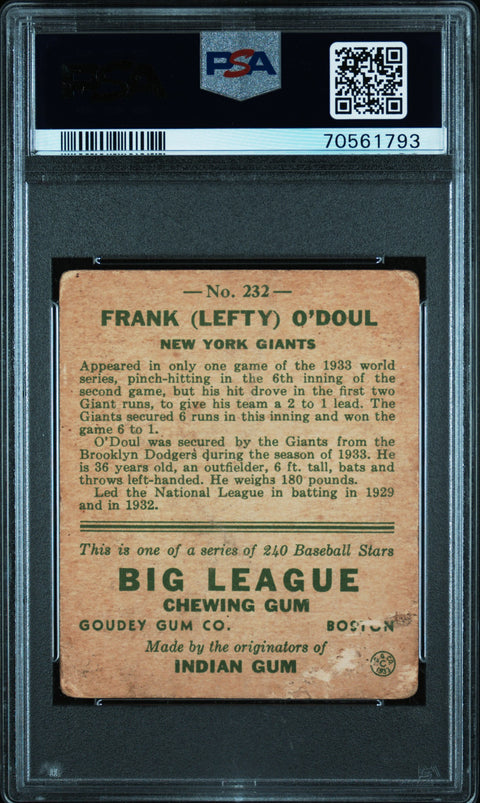 PSA
70561793
— No. 232 —
FRANK (LEFTY) O'DOUL
NEW YORK GIANTS
Appeared in only one game of the 1933 world
series, pinch-hitting in the 6th inning of the
second game, but his hit drove in the first two
Giant runs, to give his team a 2 to 1 lead. The
Giants secured 6 runs in this inning and won the
game 6 to 1.
O'Doul was secured by the Giants from the
Brooklyn Dodgers during the season of 1933. He
is 36 years old, an outfielder, 6 ft. tall, bats and
throws left-handed. He weighs 180 pounds.
Led the National League in batting in 1929
and in 1932.
This is one of a series of 240 Baseball Stars
BIG LEAGUE
CHEWING GUM
GOUDEY GUM CO. BOSTON
Made by the originators of
INDIAN GUM
PSA